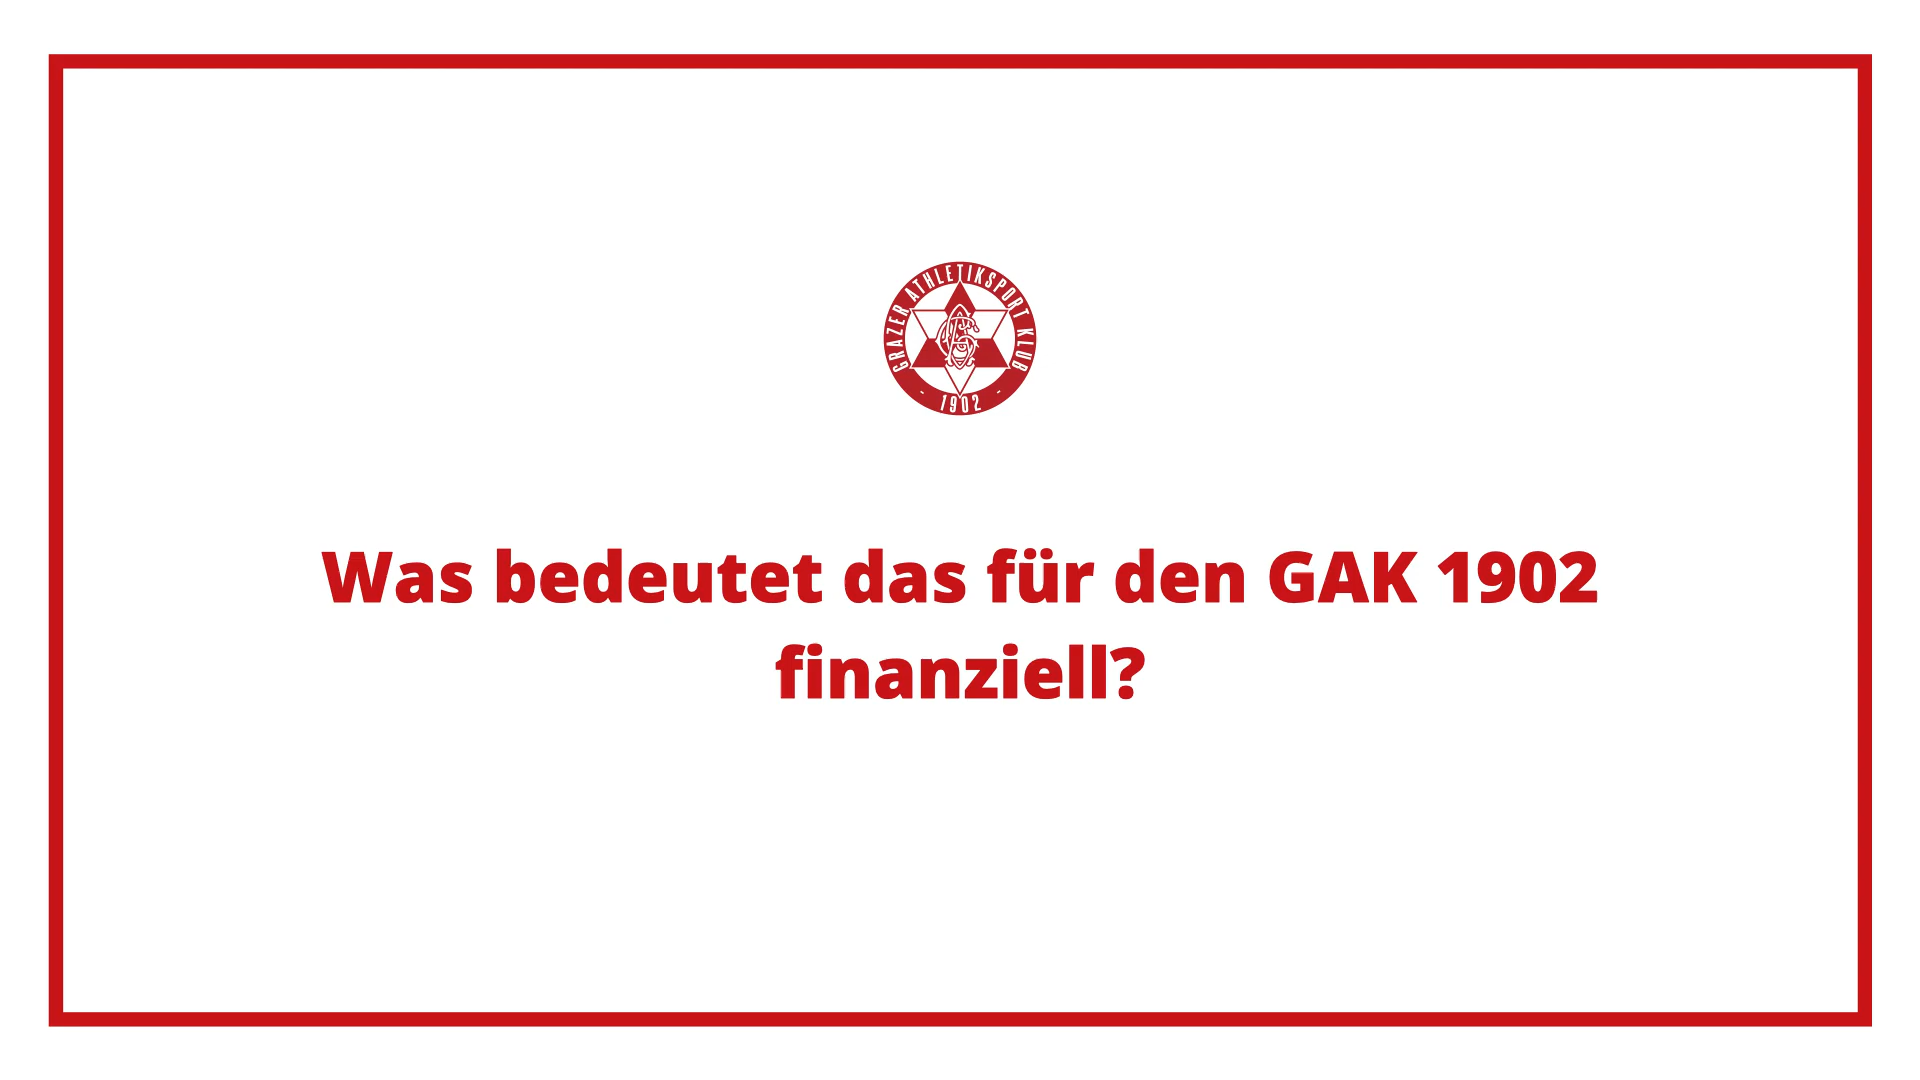 GRAZER ATHLETIKSPORT KLUB
- 1902 -
Was bedeutet das für den GAK 1902
finanziell?